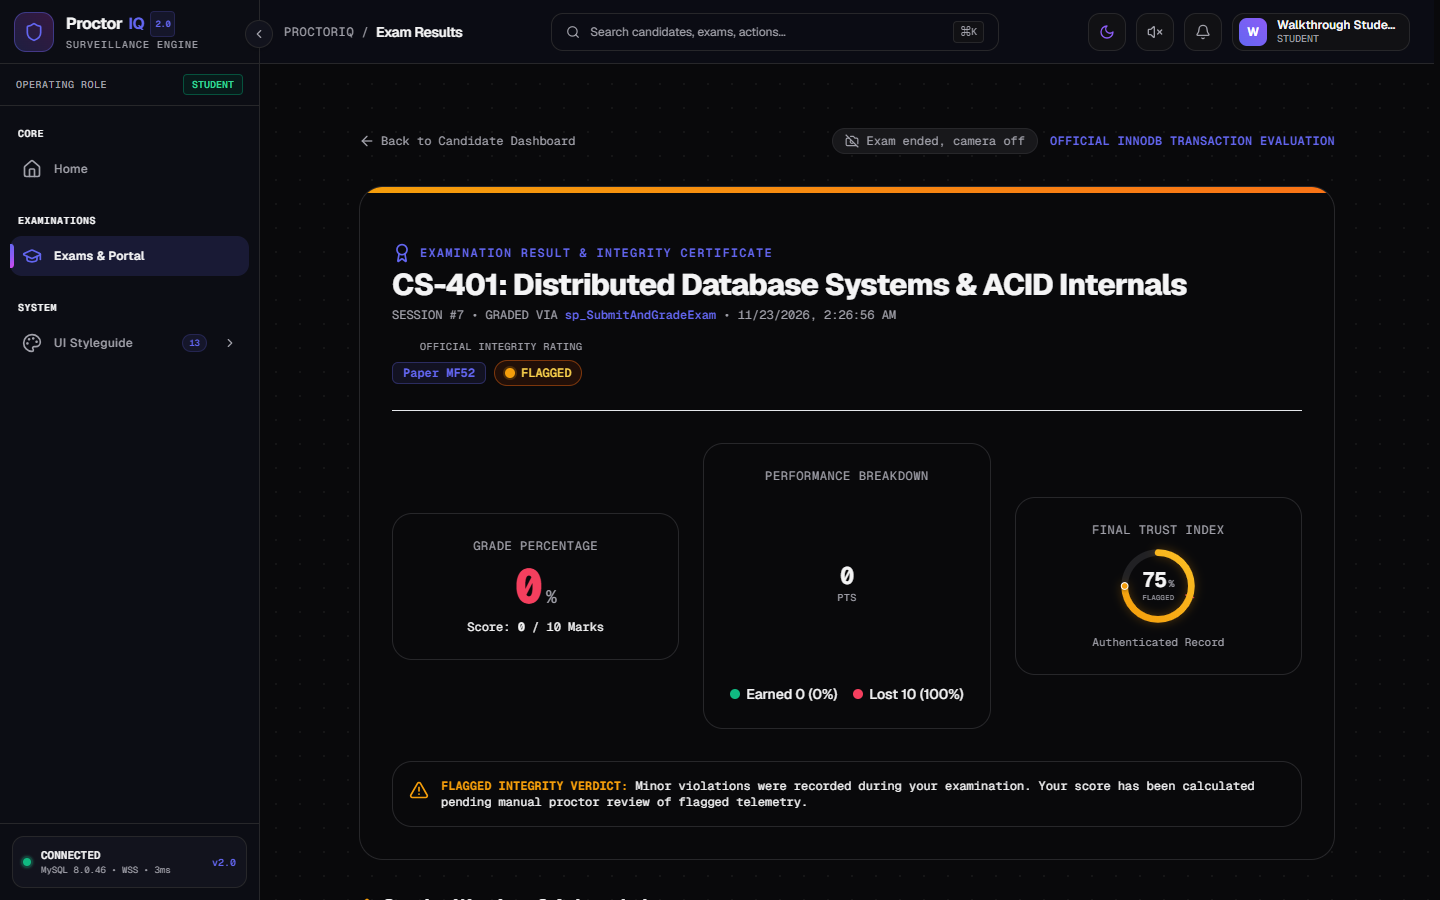 Proctor IQ 2.0
SURVEILLANCE ENGINE
PROCTORIQ / Exam Results
Search candidates, exams, actions...
⌘K
W
Walkthrough Stude...
STUDENT
OPERATING ROLE
STUDENT
CORE
Home
EXAMINATIONS
Exams & Portal
SYSTEM
UI Styleguide
13
CONNECTED
MySQL 8.0.46 • WSS • 3ms
v2.0
Back to Candidate Dashboard
Exam ended, camera off
OFFICIAL INNODB TRANSACTION EVALUATION
EXAMINATION RESULT & INTEGRITY CERTIFICATE
CS-401: Distributed Database Systems & ACID Internals
SESSION #7 • GRADED VIA sp_SubmitAndGradeExam • 11/23/2026, 2:26:56 AM
OFFICIAL INTEGRITY RATING
Paper MF52
FLAGGED
GRADE PERCENTAGE
0 %
Score: 0 / 10 Marks
PERFORMANCE BREAKDOWN
0
PTS
Earned 0 (0%)
Lost 10 (100%)
FINAL TRUST INDEX
75 %
FLAGGED
Authenticated Record
FLAGGED INTEGRITY VERDICT: Minor violations were recorded during your examination. Your score has been calculated
pending manual proctor review of flagged telemetry.